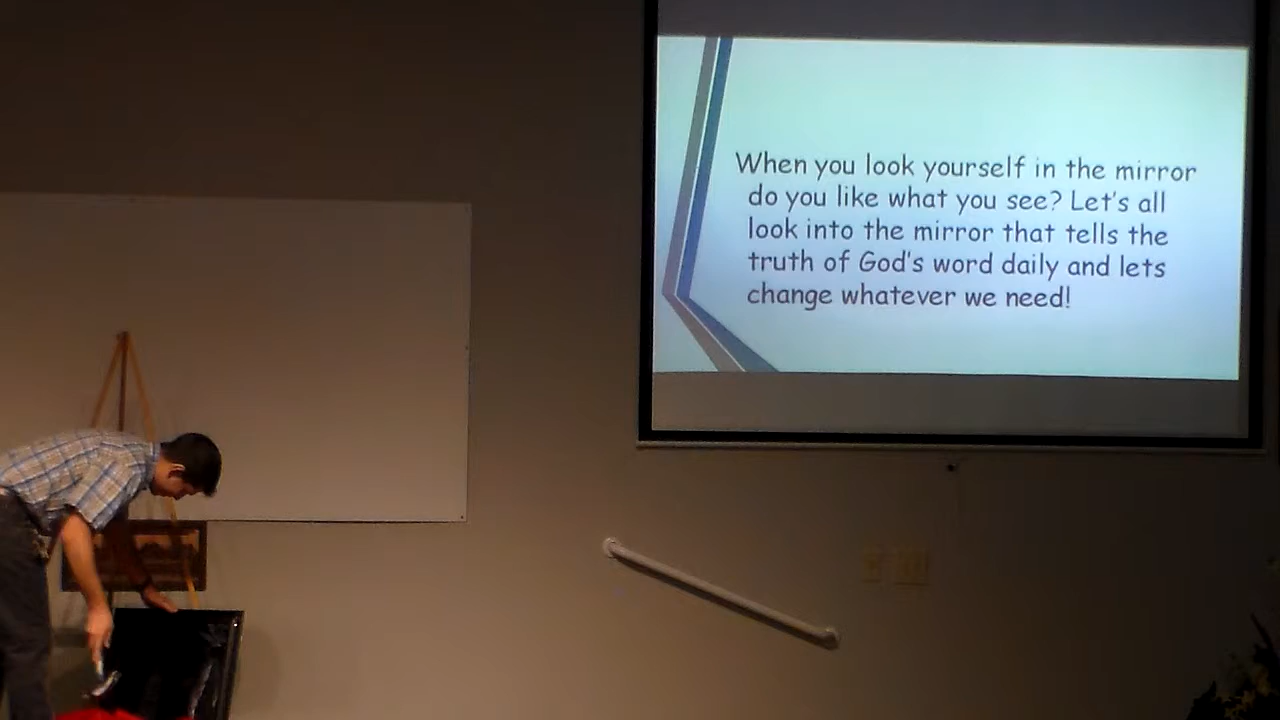 When you look yourself in the mirror
do you like what you see? Let's all
look into the mirror that tells the
truth of God's word daily and lets
change whatever we need!